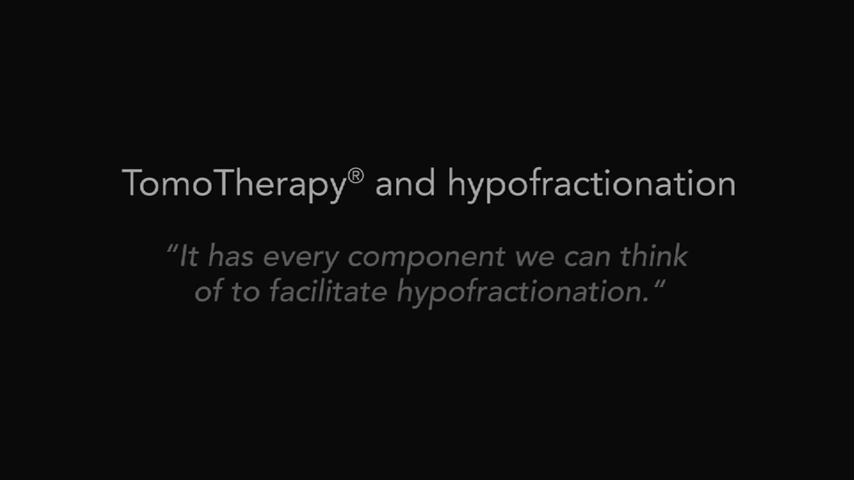 TomoTherapy® and hypofractionation
“It has every component we can think
of to facilitate hypofractionation.“